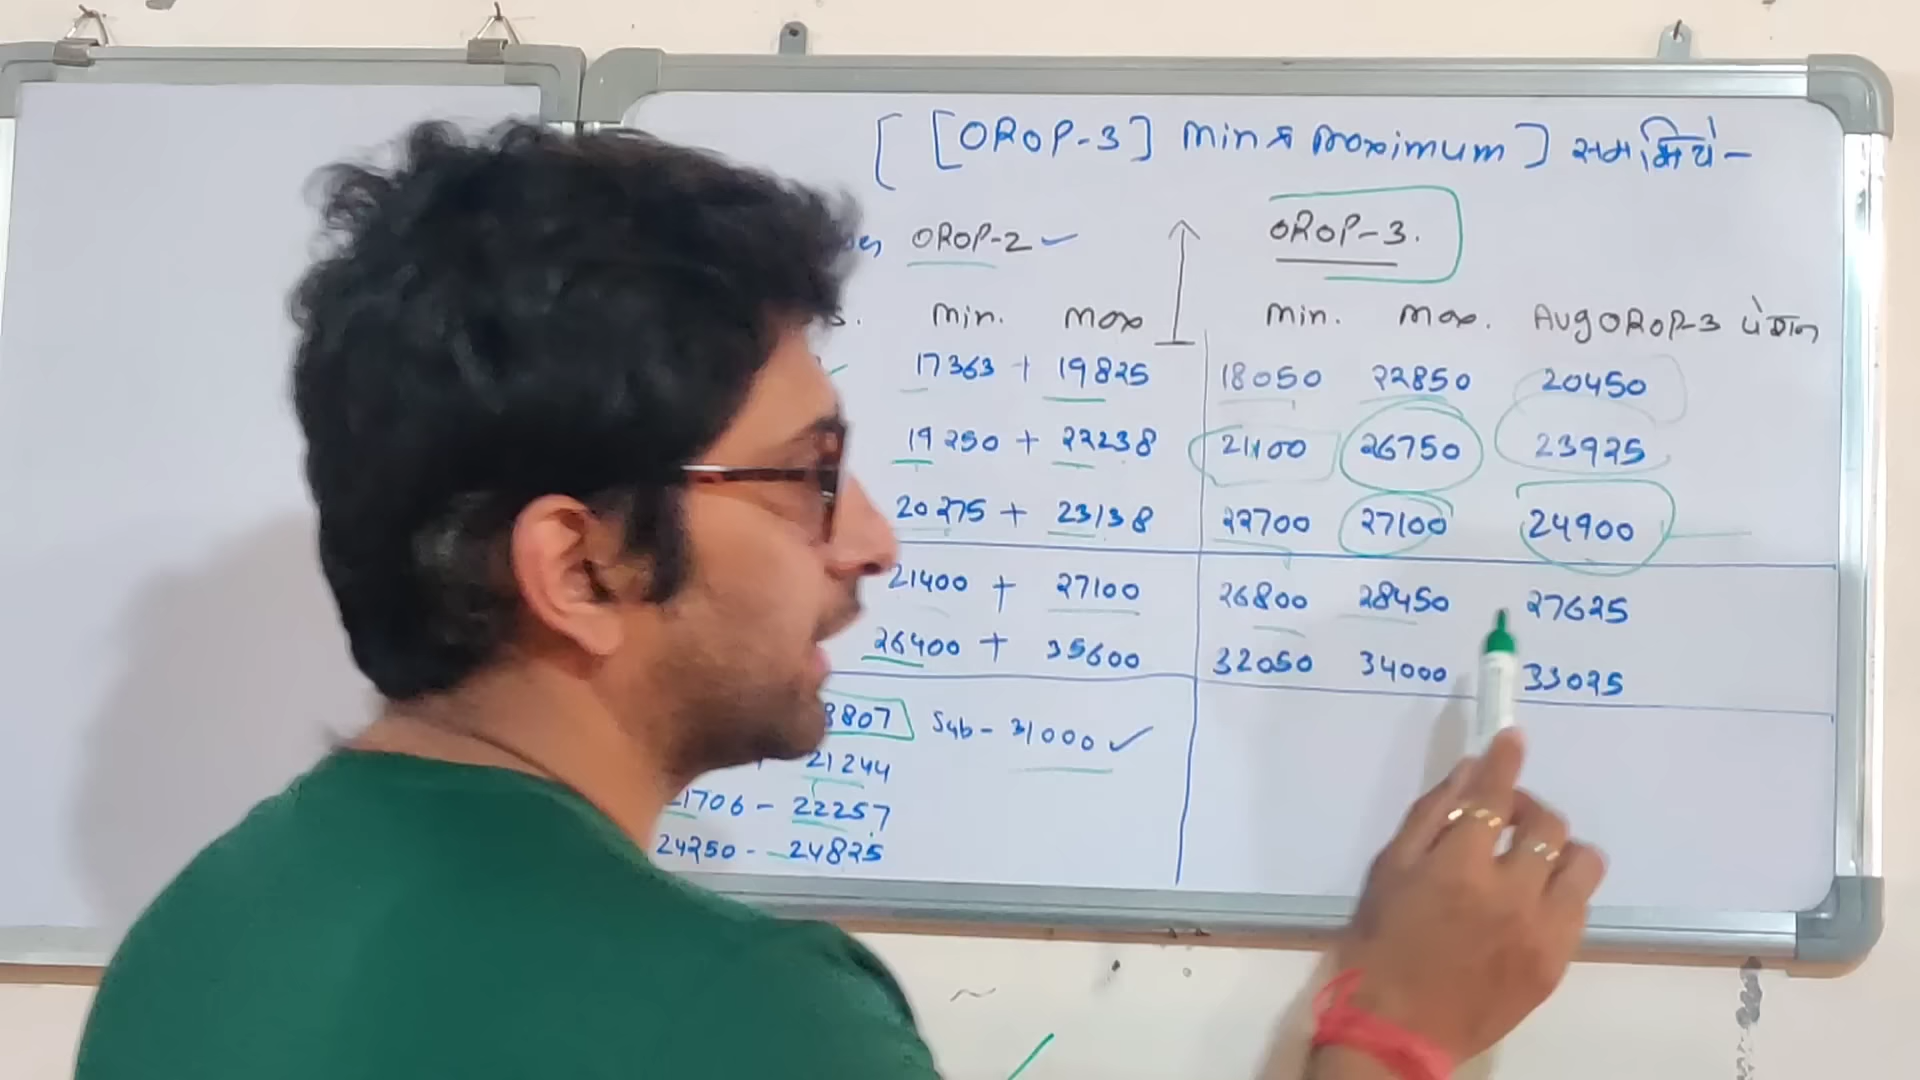 [ [OROP-3] min & maximum ] समझिये -
OROP-2 ✓ OROP-3.
min. max min. max. Avg OROP-3 पेंशन
17363 + 19825 18050 22850 20450
19250 + 22238 21100 26750 23925
20275 + 23138 22700 27100 24900
21400 + 27100 26800 28450 27625
26400 + 35600 32050 34000 33025
8807 Sub - 31000 ✓
21244
1706 - 22257
24250 - 24825